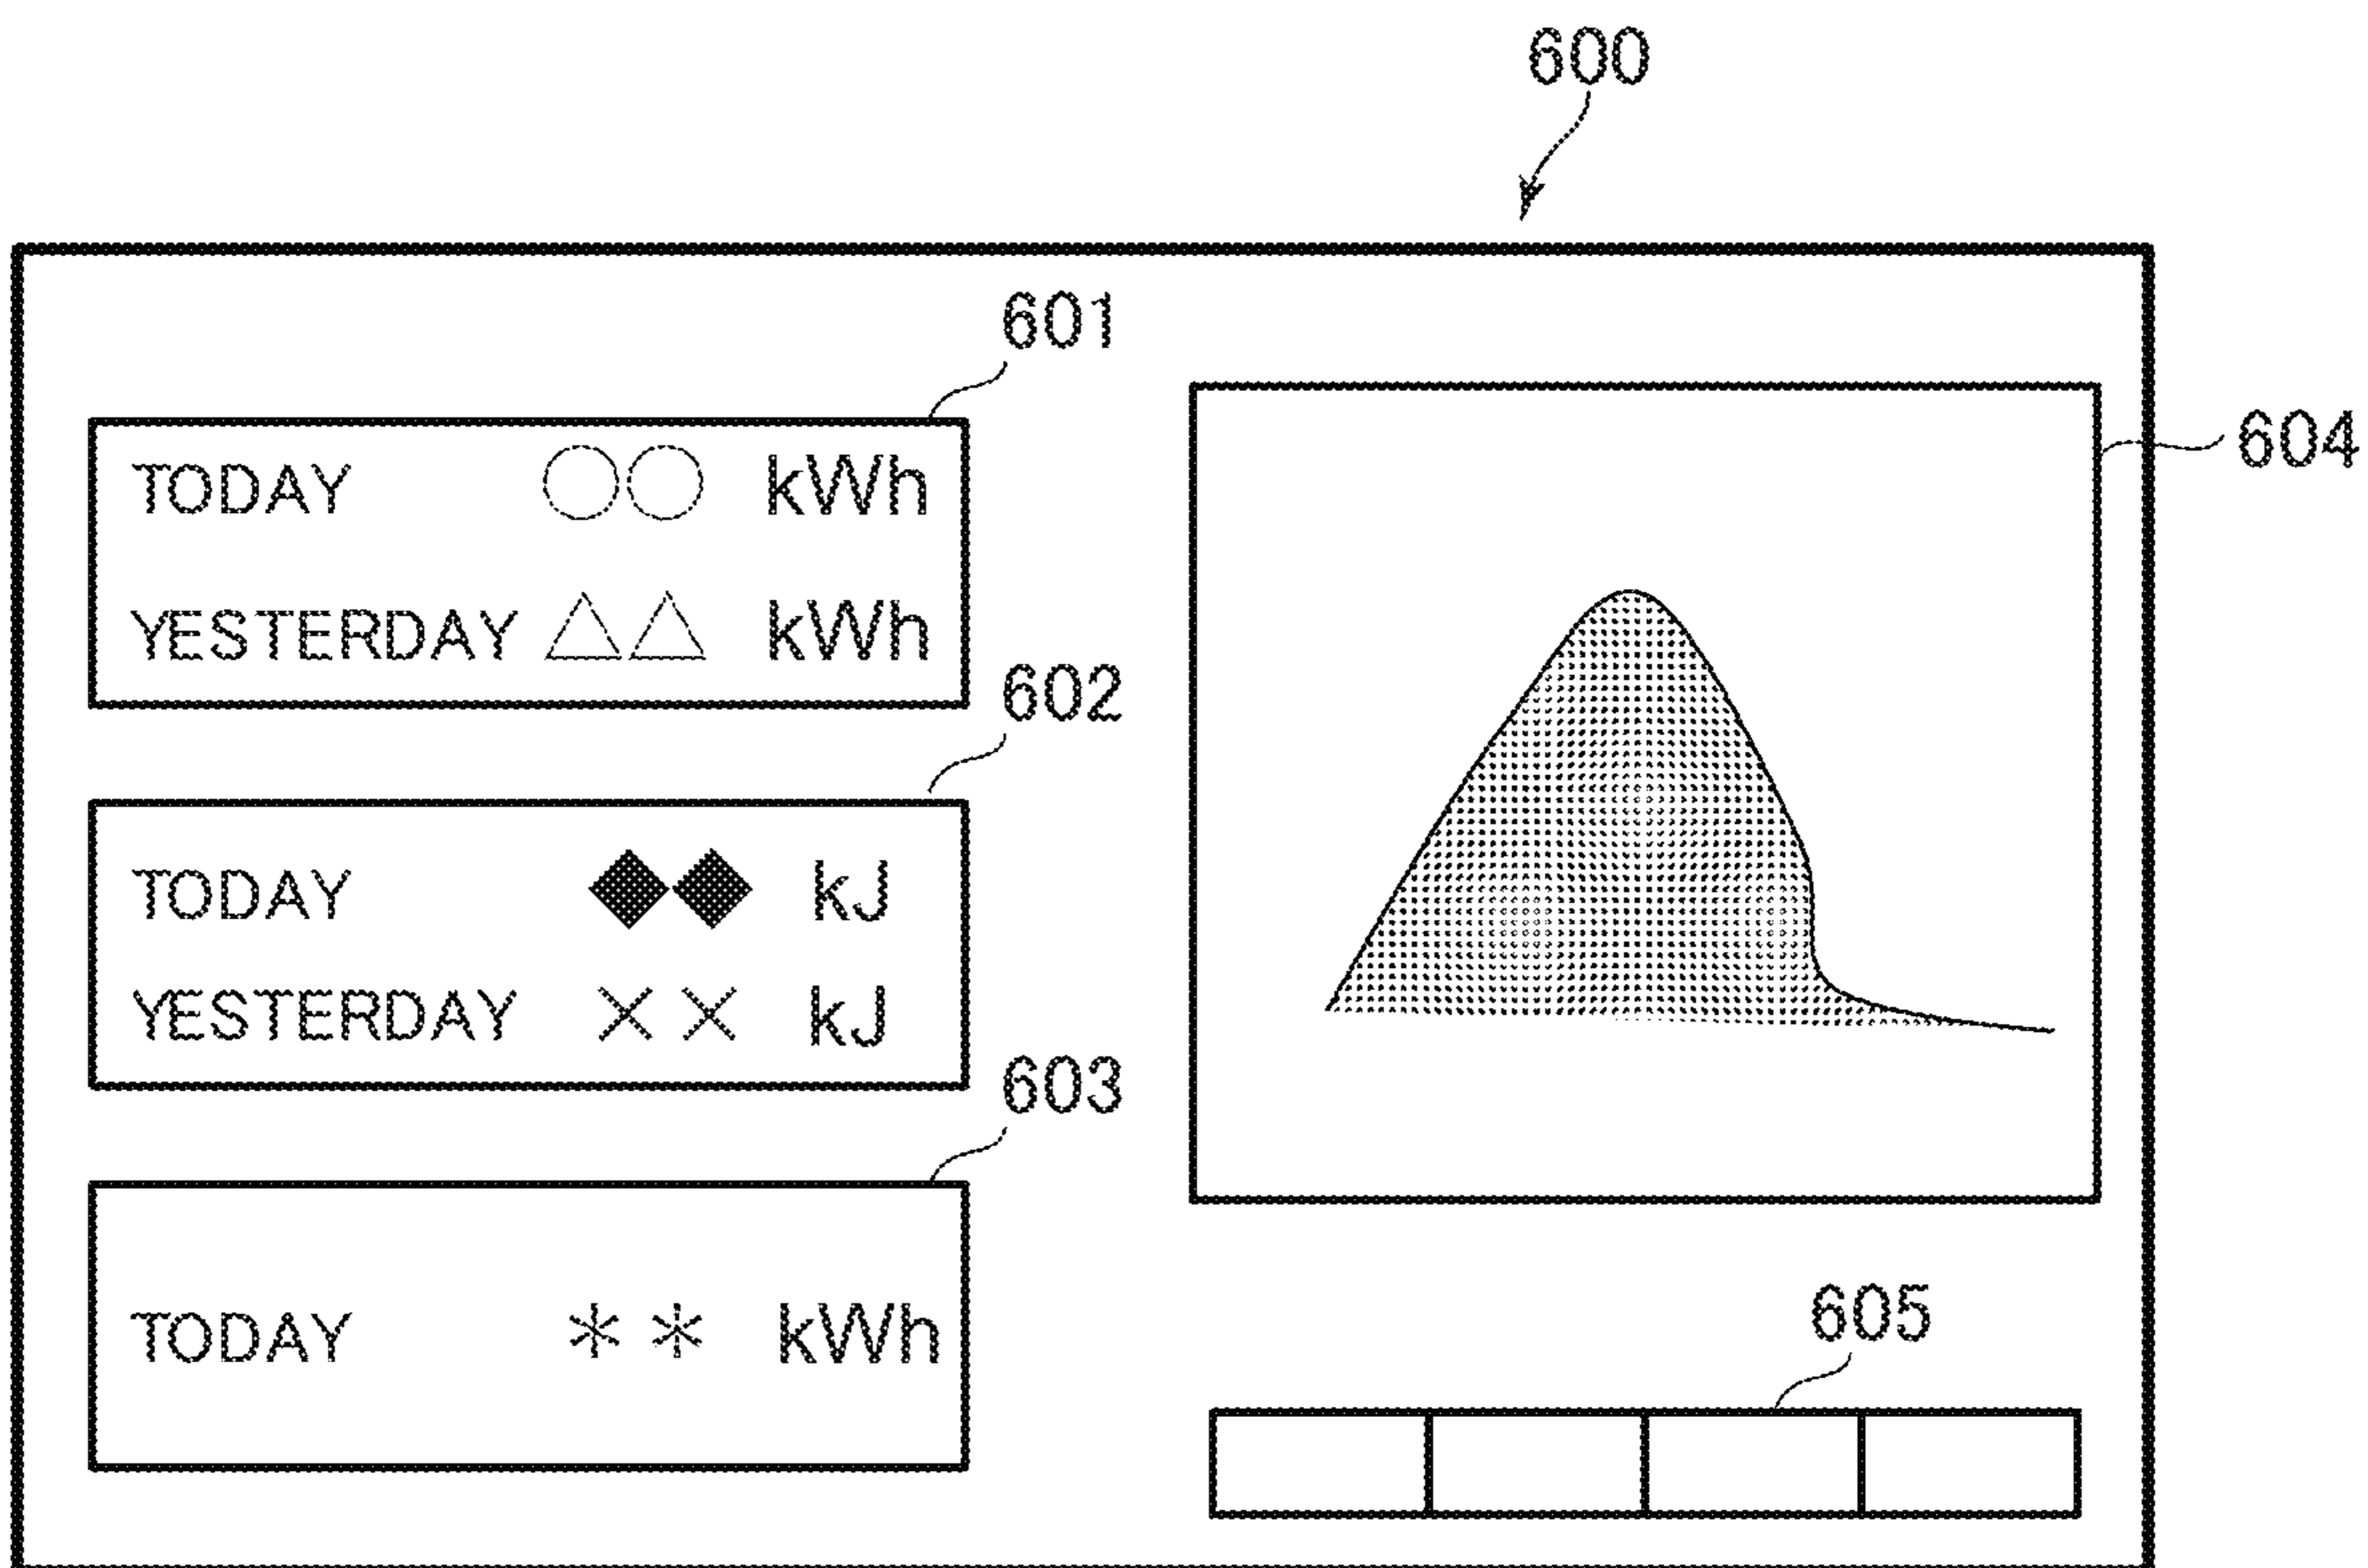 600
601
TODAY ○○ kWh
YESTERDAY △△ kWh
602
TODAY ◆◆ kJ
YESTERDAY ×× kJ
603
TODAY ** kWh
604
605